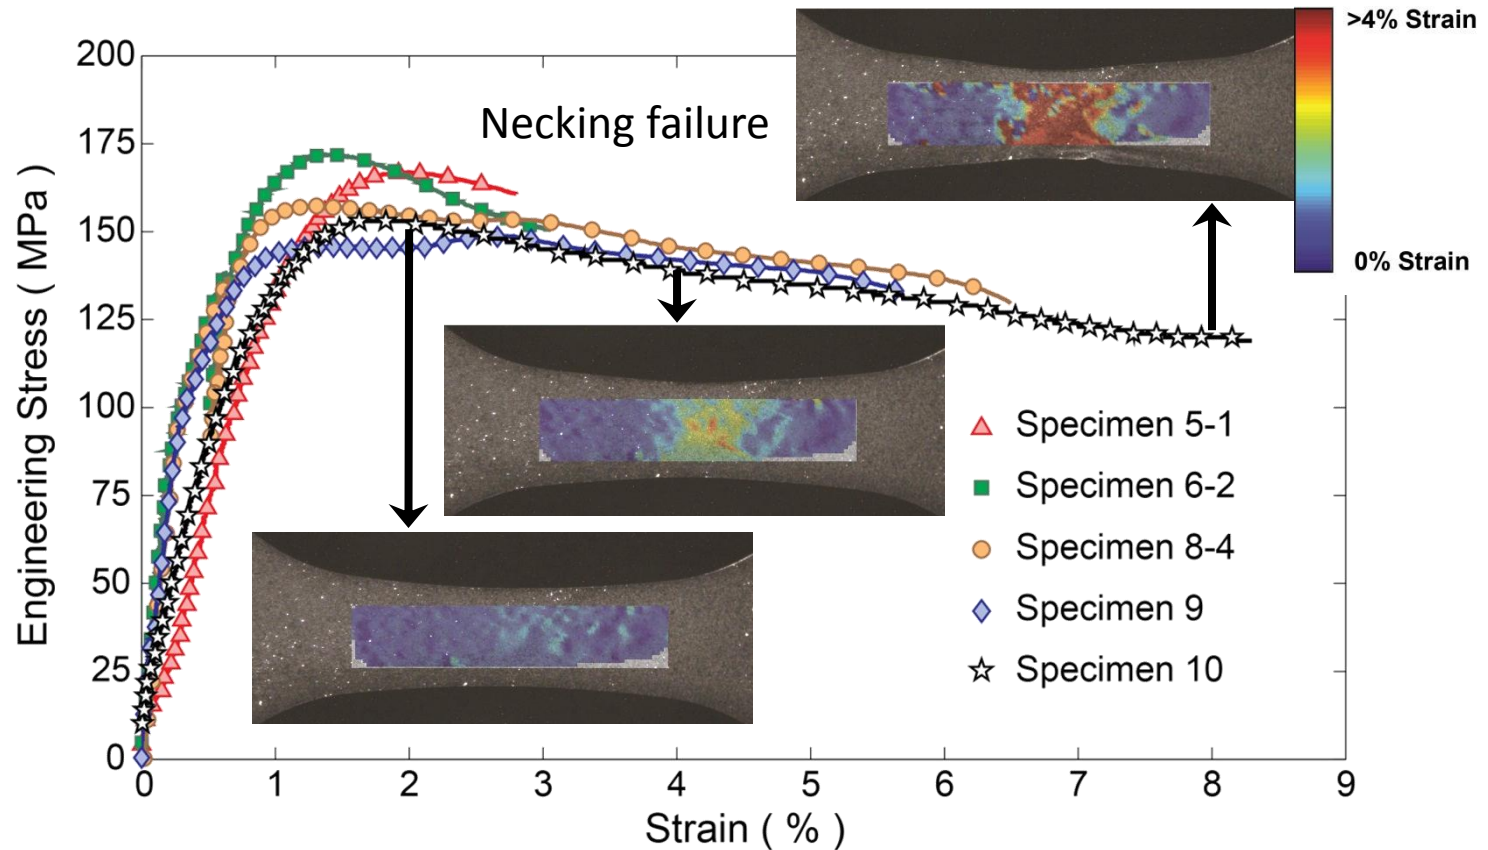 >4% Strain
0% Strain
Necking failure
Engineering Stress ( MPa )
200
175
150
125
100
75
50
25
0
0 1 2 3 4 5 6 7 8 9
Strain ( % )
Specimen 5-1
Specimen 6-2
Specimen 8-4
Specimen 9
Specimen 10